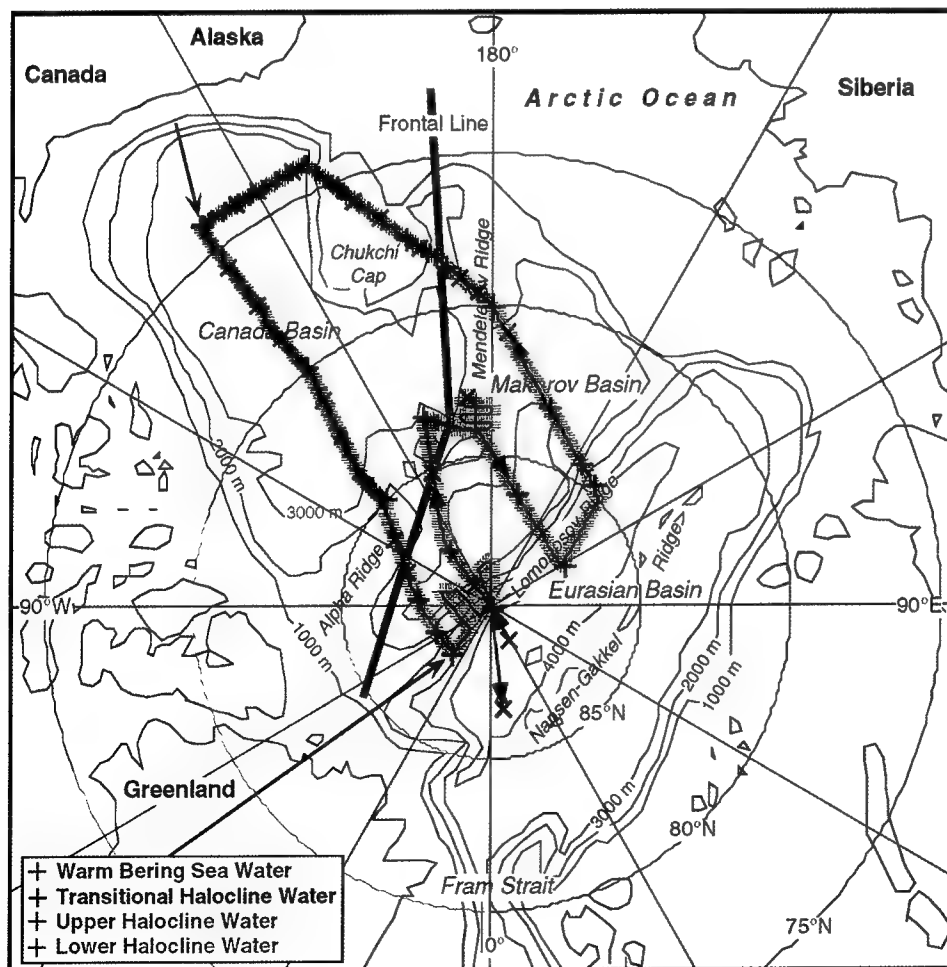 Alaska
Canada
180°
Arctic Ocean
Siberia
Frontal Line
Chukchi
Cap
Mendeleyev Ridge
Canada Basin
Makarov Basin
2000 m
3000 m
Alpha Ridge
Lomonosov Ridge
Ridge
Eurasian Basin
90°W
90°E
1000 m
4000 m
Nansen-Gakkel
2000 m
1000 m
85°N
Greenland
3000 m
80°N
Fram Strait
75°N
0°
Warm Bering Sea Water
Transitional Halocline Water
Upper Halocline Water
Lower Halocline Water